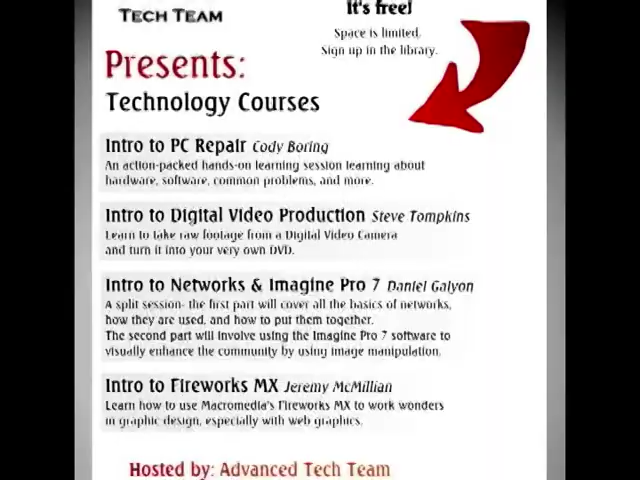 TECH TEAM
It's free!
Space is limited.
Sign up in the library.
Presents:
Technology Courses
Intro to PC Repair Cody Boring
An action-packed hands-on learning session learning about
hardware, software, common problems, and more.
Intro to Digital Video Production Steve Tompkins
Learn to take raw footage from a Digital Video Camera
and turn it into your very own DVD.
Intro to Networks & Imagine Pro 7 Daniel Galyon
A split session- the first part will cover all the basics of networks,
how they are used, and how to put them together.
The second part will involve using the Imagine Pro 7 software to
visually enhance the community by using image manipulation.
Intro to Fireworks MX Jeremy McMillian
Learn how to use Macromedia's Fireworks MX to work wonders
in graphic design, especially with web graphics.
Hosted by: Advanced Tech Team